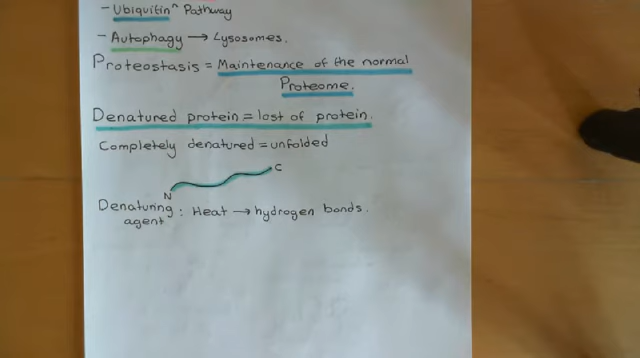 - Ubiquitin^n Pathway
- Autophagy → Lysosomes.
Proteostasis = Maintenance of the normal
Proteome.
Denatured protein = lost of protein.
Completely denatured = unfolded
C
N
Denaturing agent : Heat → hydrogen bonds.